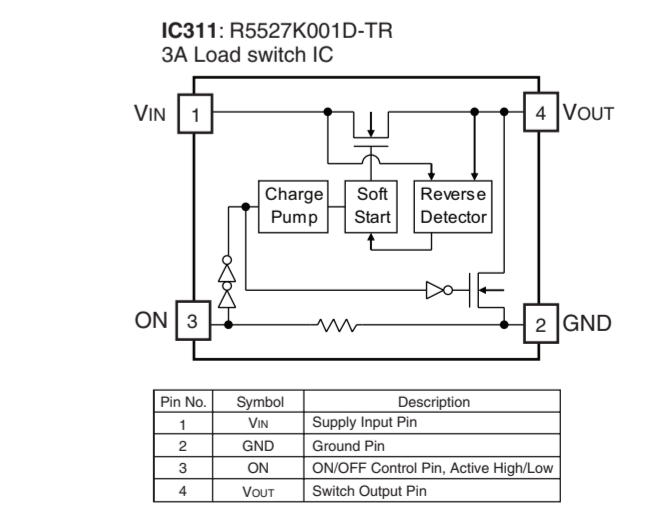 IC311: R5527K001D-TR
3A Load switch IC
VIN 1 4 VOUT
Charge Pump
Soft Start
Reverse Detector
ON 3 2 GND
Pin No. Symbol Description
1 VIN Supply Input Pin
2 GND Ground Pin
3 ON ON/OFF Control Pin, Active High/Low
4 VOUT Switch Output Pin